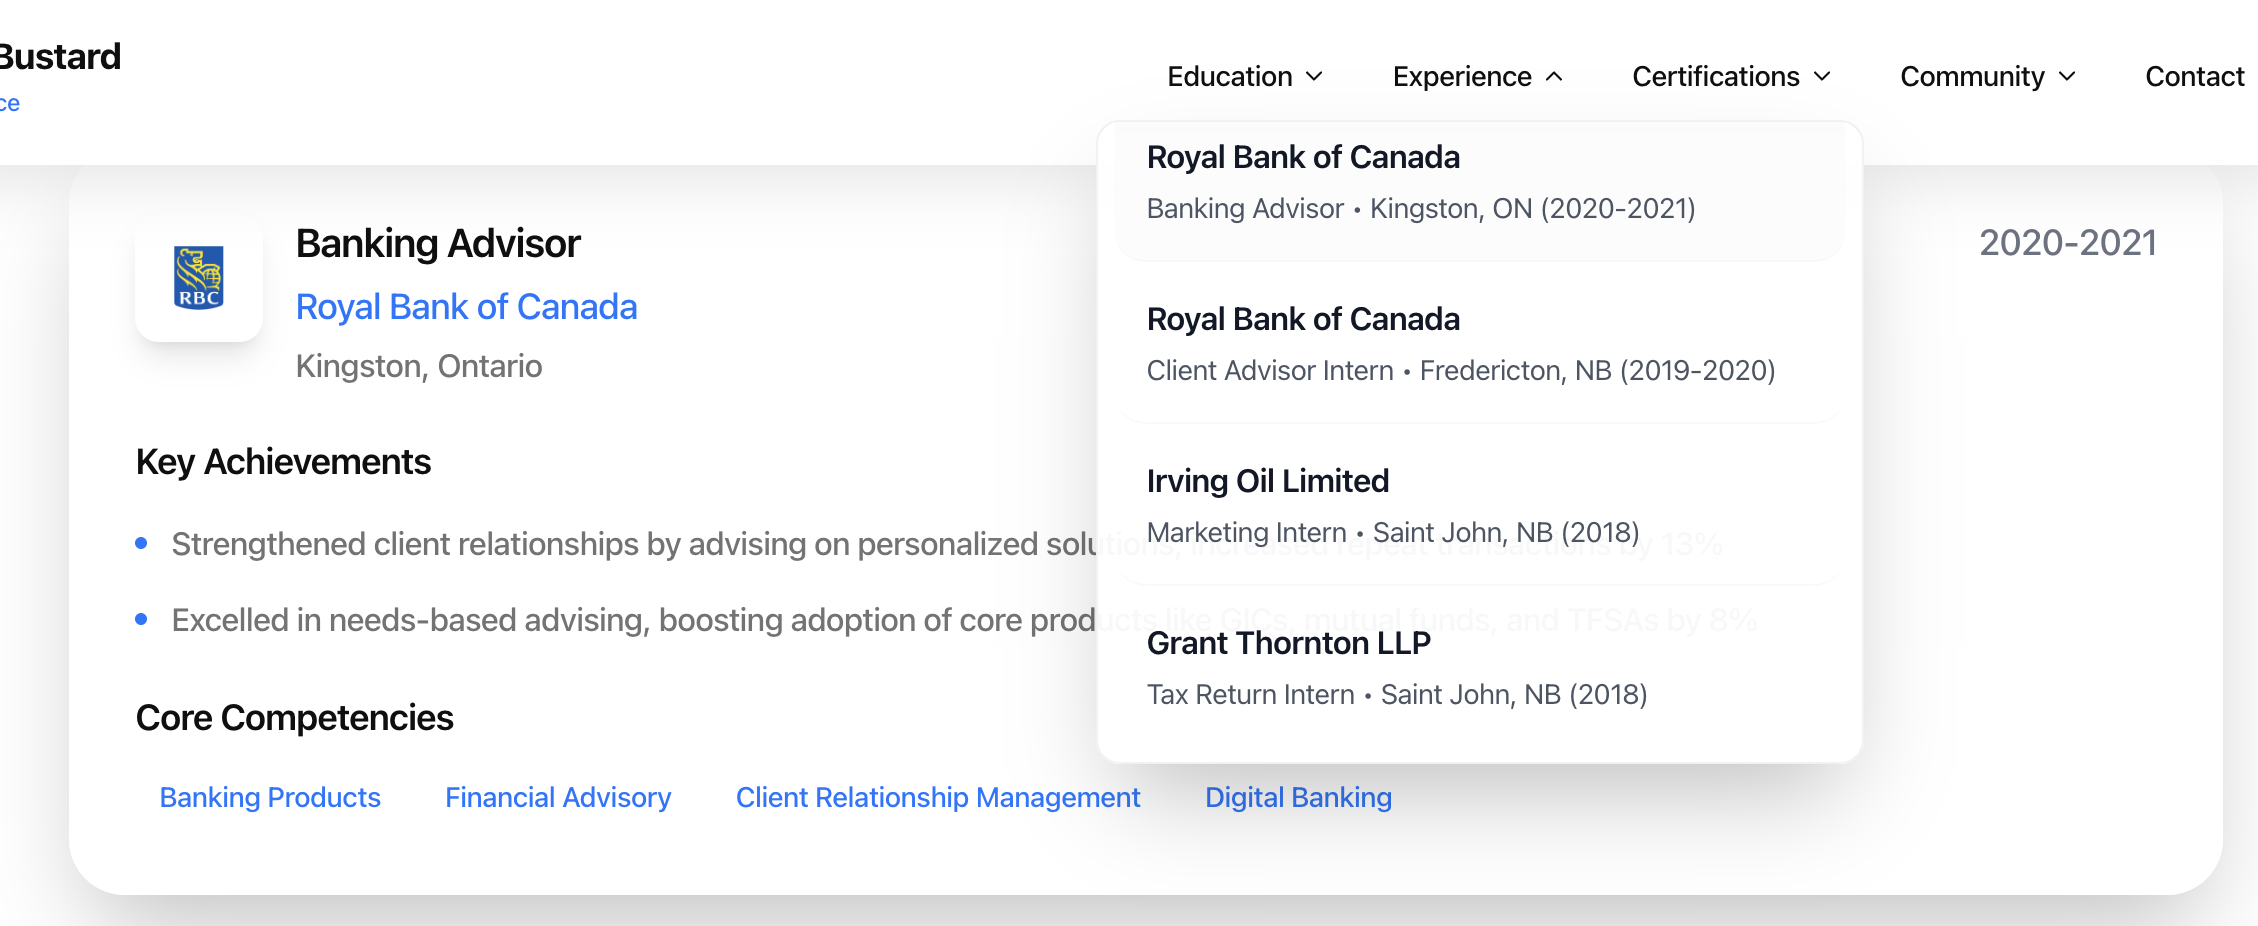 Bustard
ce
Education
Experience
Certifications
Community
Contact
Royal Bank of Canada
Banking Advisor • Kingston, ON (2020-2021)
Royal Bank of Canada
Client Advisor Intern • Fredericton, NB (2019-2020)
Irving Oil Limited
Marketing Intern • Saint John, NB (2018)
Grant Thornton LLP
Tax Return Intern • Saint John, NB (2018)
RBC
Banking Advisor
2020-2021
Royal Bank of Canada
Kingston, Ontario
Key Achievements
• Strengthened client relationships by advising on personalized solutions, increased repeat transactions by 13%
• Excelled in needs-based advising, boosting adoption of core products like GICs, mutual funds, and TFSAs by 8%
Core Competencies
Banking Products
Financial Advisory
Client Relationship Management
Digital Banking